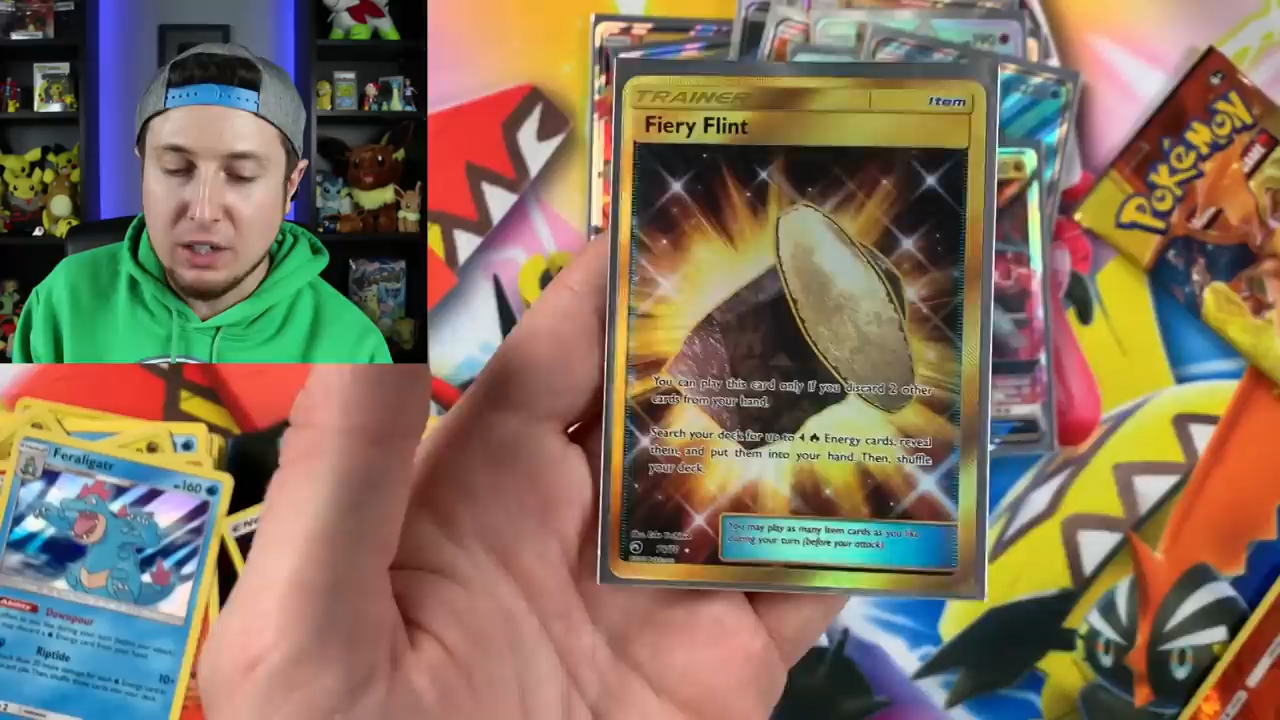 TRAINER
Item
Fiery Flint
You can play this card only if you discard 2 other
cards from your hand.
Search your deck for up to 4 Energy cards, reveal
them, and put them into your hand. Then, shuffle
your deck.
You may play as many Item cards as you like
during your turn (before your attack).
POKÉMON
Feraligatr
160
Ability
Downpour
Riptide
10+